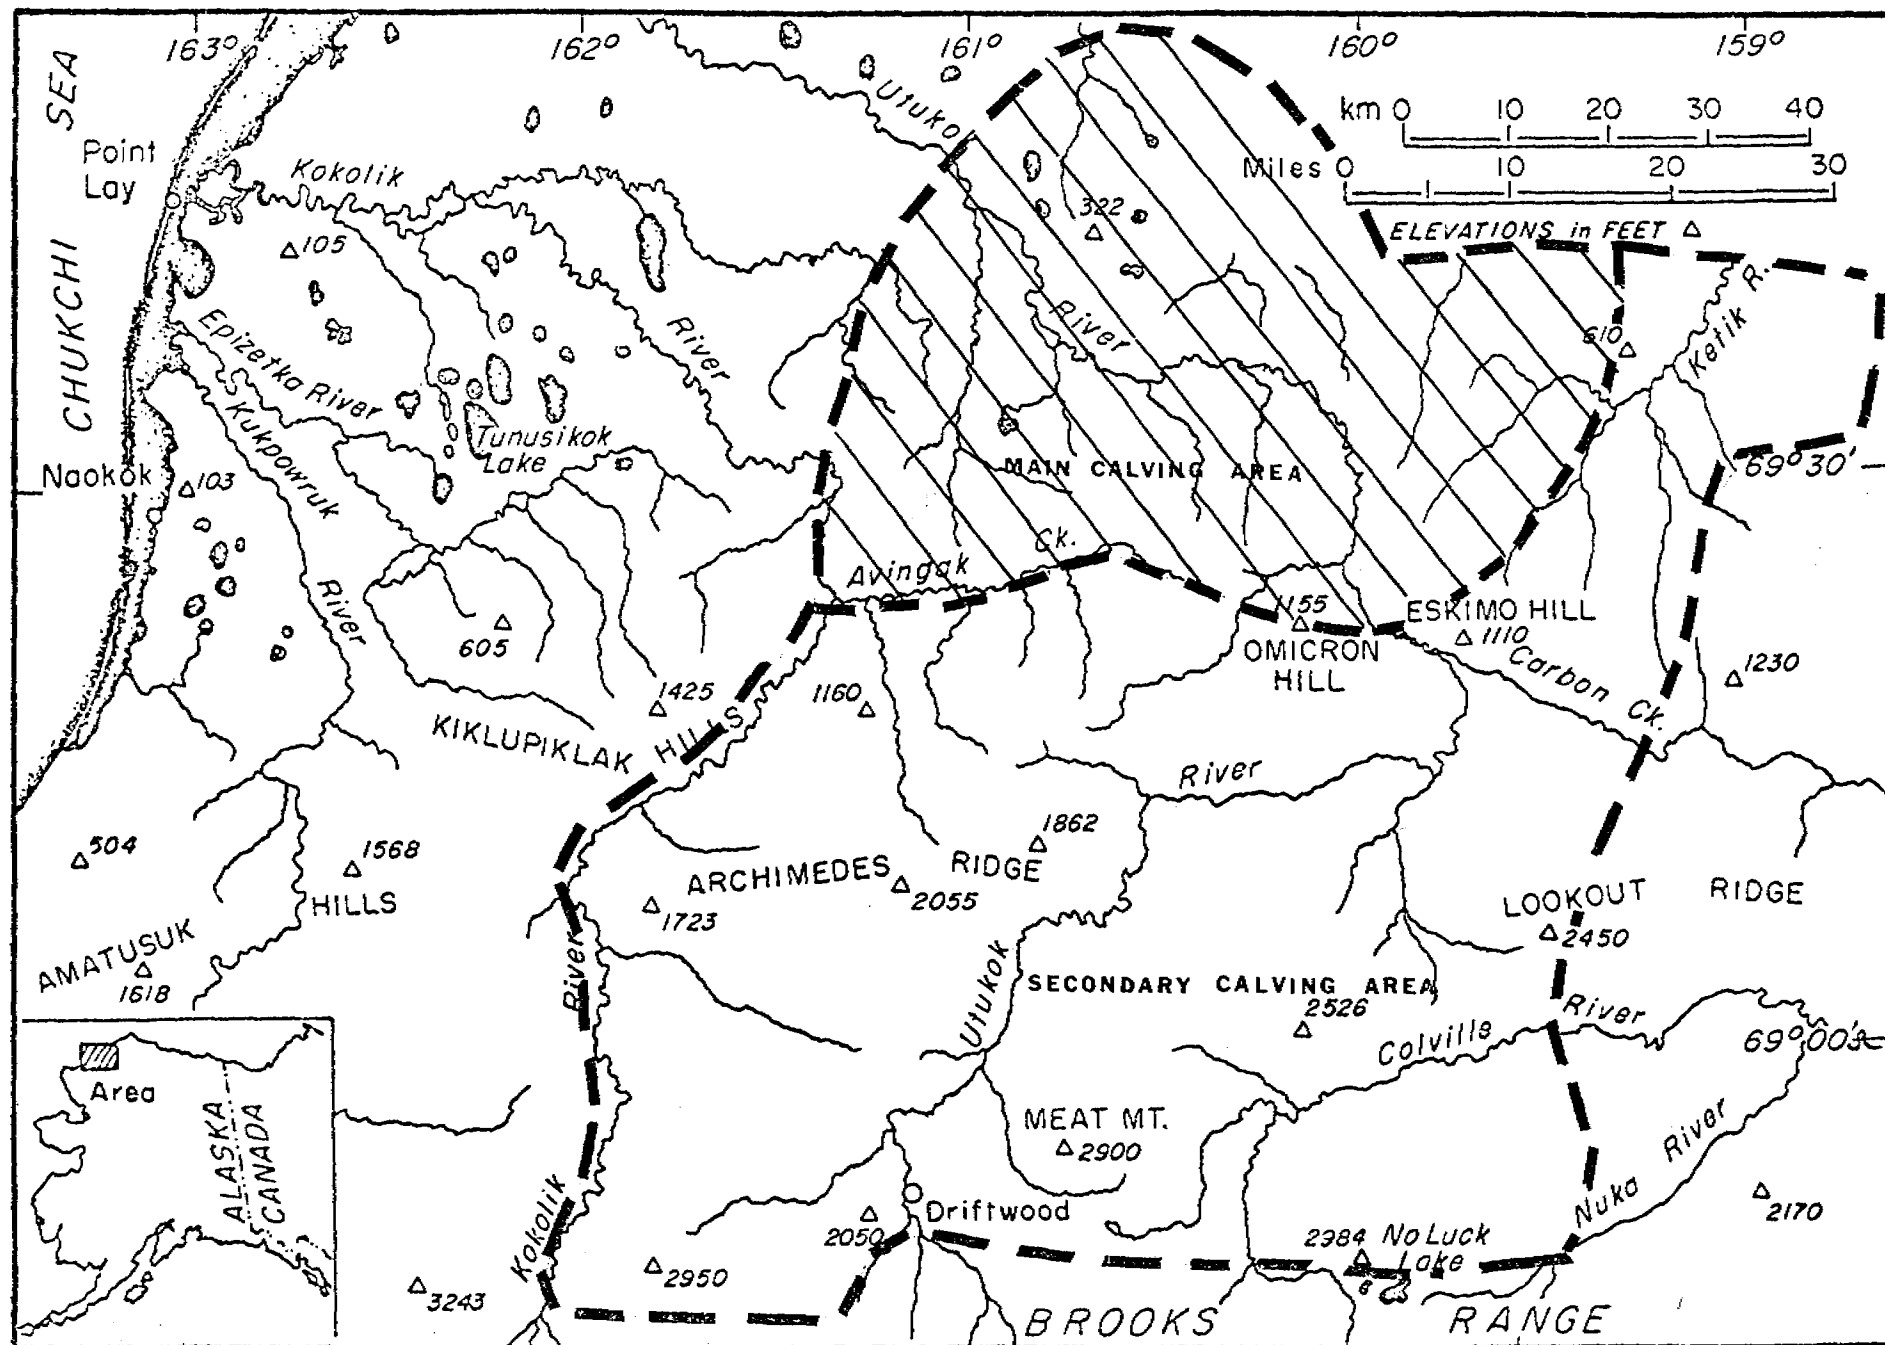 163°
162°
161°
160°
159°
SEA
CHUKCHI
km 0 10 20 30 40
Miles 0 10 20 30
ELEVATIONS in FEET △
Point
Lay
Utukok
Kokolik
322
105
River
River
Ketik R.
610
Epizetka River
Kukpowruk
River
Tunusikok
Lake
MAIN CALVING AREA
69° 30'
Naokok
103
Avingak
Ck.
605
1155
OMICRON
HILL
ESKIMO HILL
1110
Carbon Ck.
1230
1425
1160
KIKLUPIKLAK HILLS
River
504
1568
1862
ARCHIMEDES RIDGE
2055
1723
LOOKOUT RIDGE
2450
AMATUSUK
HILLS
1618
River
Utukok
SECONDARY CALVING AREA
2526
Colville
River
69° 00'
Area
ALASKA
CANADA
MEAT MT.
2900
Nuka River
2170
Driftwood
2050
Kokolik
2950
3243
2984
No Luck
Lake
BROOKS RANGE